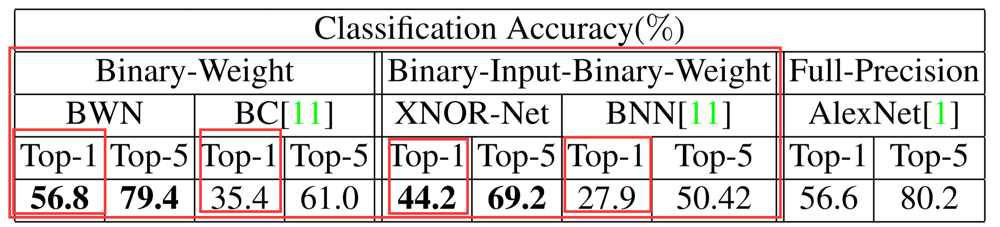 Classification Accuracy(%)
Binary-Weight Binary-Input-Binary-Weight Full-Precision
BWN BC[11] XNOR-Net BNN[11] AlexNet[1]
Top-1 Top-5 Top-1 Top-5 Top-1 Top-5 Top-1 Top-5 Top-1 Top-5
56.8 79.4 35.4 61.0 44.2 69.2 27.9 50.42 56.6 80.2